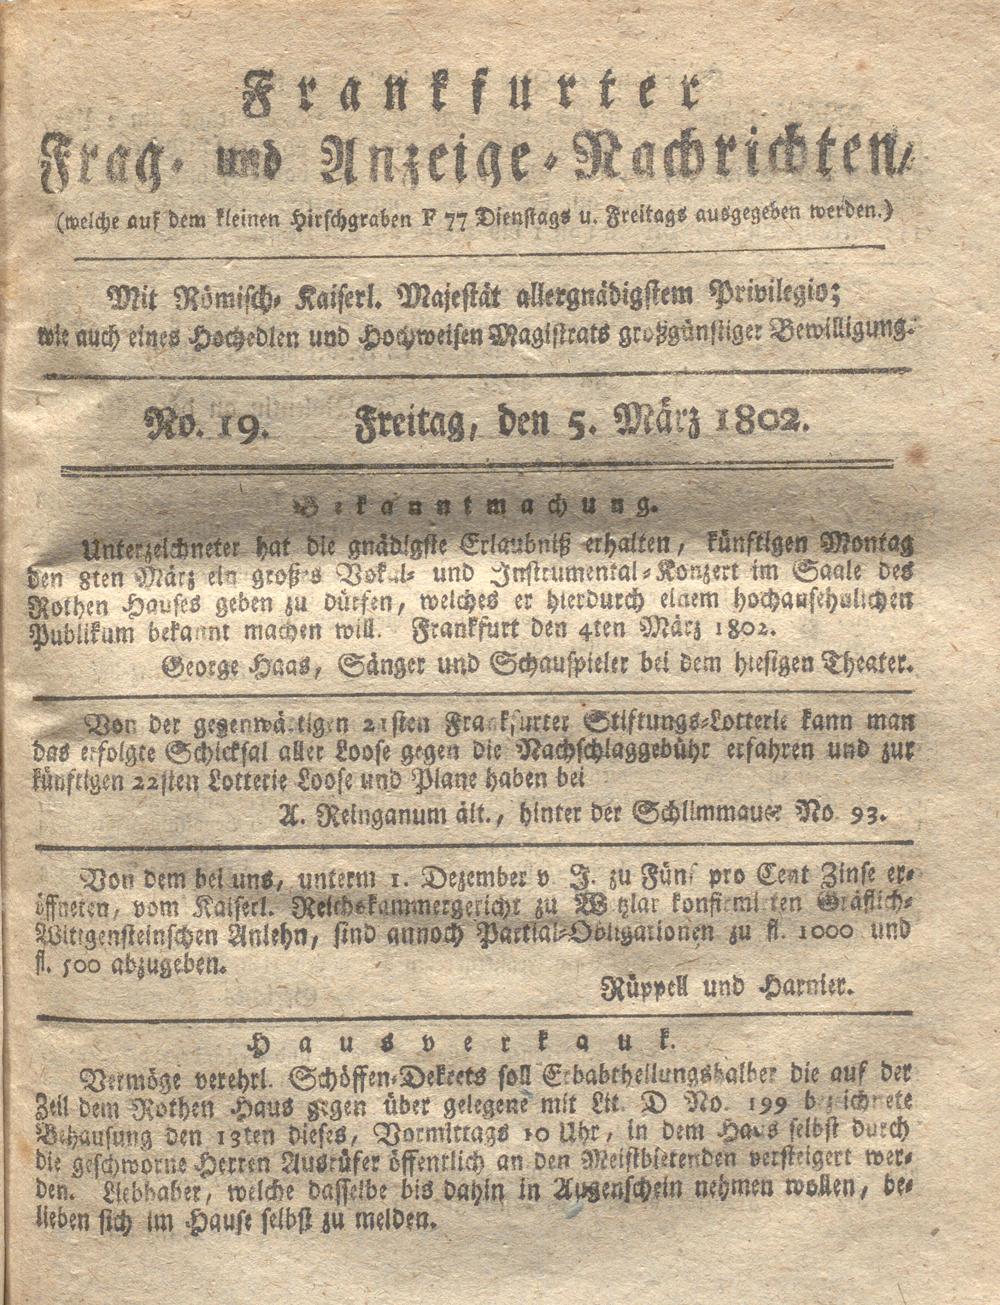 Frankfurter
Frag- und Anzeige-Nachrichten,
(welche auf dem kleinen Hirschgraben F 77 Dienstags u. Freitags ausgegeben werden.)
Mit Römisch- Kaiserl. Majestät allergnädigstem Privilegio;
wie auch eines Hochedlen und Hochweisen Magistrats großgünstiger Bewilligung.
No. 19. Freitag, den 5. März 1802.
Bekanntmachung.
Unterzeichneter hat die gnädigste Erlaubniß erhalten, künftigen Montag
den 8ten März ein großes Vokal- und Instrumental-Konzert im Saale des
Rothen Hauses geben zu dürfen, welches er hierdurch einem hochansehnlichen
Publikum bekannt machen will. Frankfurt den 4ten März 1802.
George Haas, Sänger und Schauspieler bei dem hiesigen Theater.
Von der gegenwärtigen 21sten Frankfurter Stiftungs-Lotterie kann man
das erfolgte Schicksal aller Loose gegen die Nachschlaggebühr erfahren und zur
künftigen 22sten Lotterie Loose und Plane haben bei
A. Reinganum ält., hinter der Schlimmauer No 93.
Von dem bei uns, unterm 1. Dezember v. J. zu Fünf pro Cent Zinse er-
öffneten, vom Kaiserl. Reichskammergericht zu Wetzlar konfirmirten Gräflich-
Wittgensteinschen Anlehn, sind annoch Partial-Obligationen zu fl. 1000 und
fl. 500 abzugeben.
Rüppell und Harnier.
Hausverkauk.
Vermöge verehrl. Schöffen-Dekrets soll Erbabtheilungshalber die auf der
Zeil dem Rothen Haus gegen über gelegene mit Lit. D No. 199 bezeichnete
Behausung den 13ten dieses, Vormittags 10 Uhr, in dem Haus selbst durch
die geschworne Herren Ausrüfer öffentlich an den Meistbietenden versteigert wer-
den. Liebhaber, welche dasselbe bis dahin in Augenschein nehmen wollen, be-
lieben sich im Hause selbst zu melden.